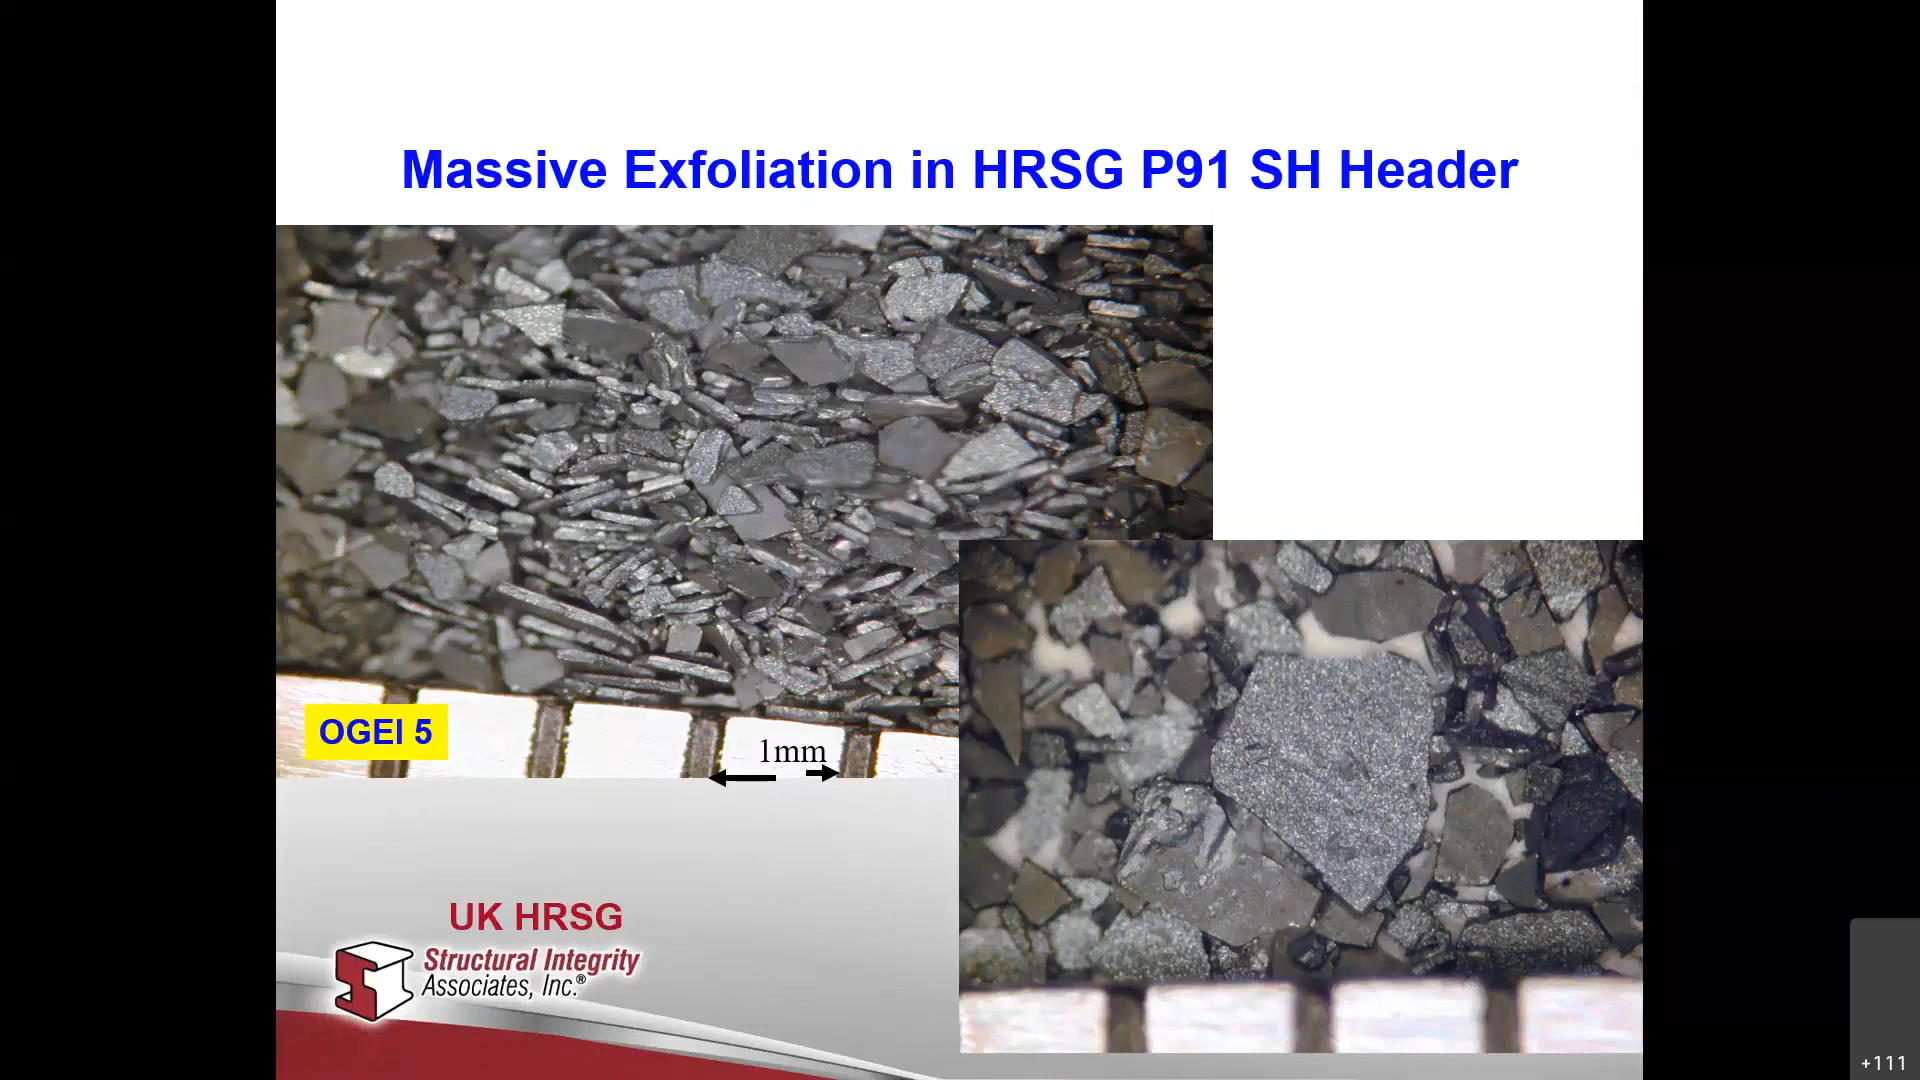 Massive Exfoliation in HRSG P91 SH Header
OGEI 5
1mm
UK HRSG
Structural Integrity
Associates, Inc.®
+111